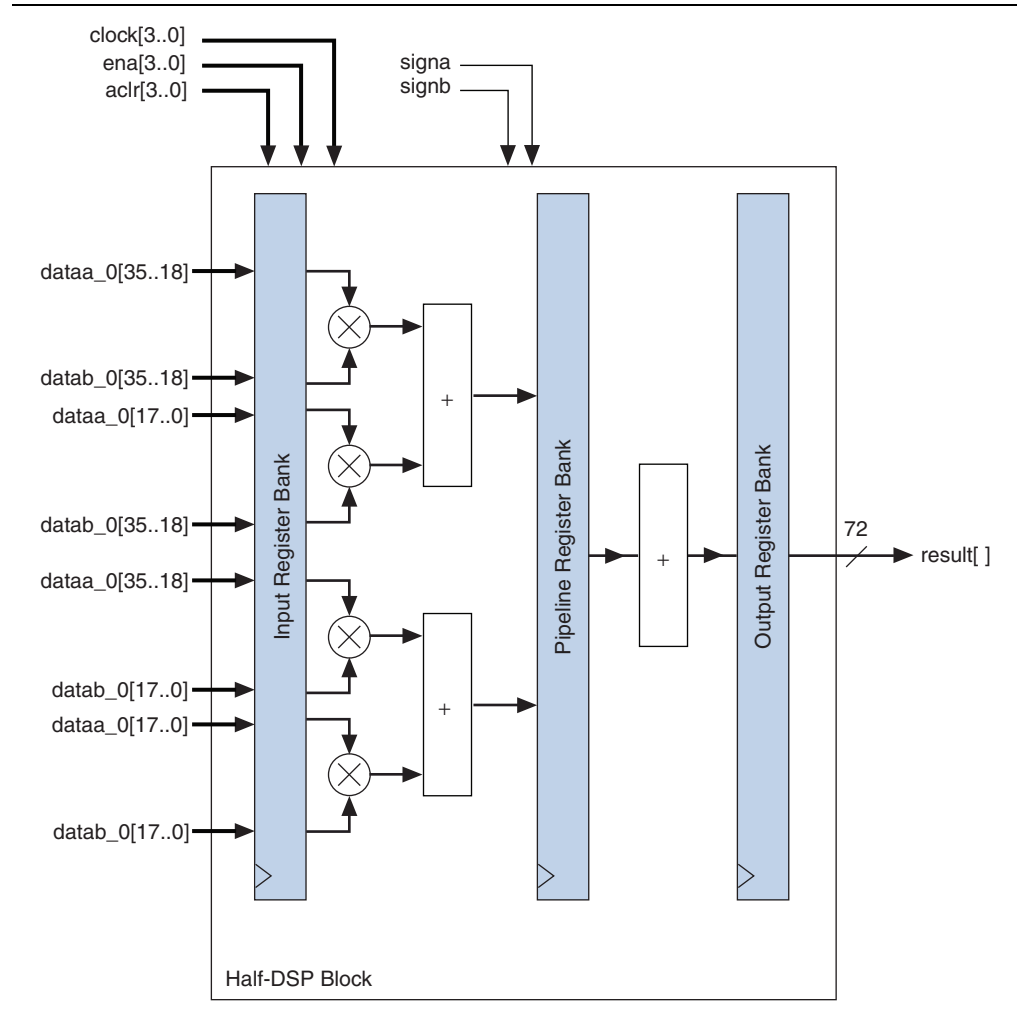 clock[3..0]
ena[3..0]
aclr[3..0]
signa
signb
dataa_0[35..18]
datab_0[35..18]
dataa_0[17..0]
datab_0[35..18]
dataa_0[35..18]
datab_0[17..0]
dataa_0[17..0]
datab_0[17..0]
Input Register Bank
+
+
Pipeline Register Bank
+
Output Register Bank
72
result[ ]
Half-DSP Block